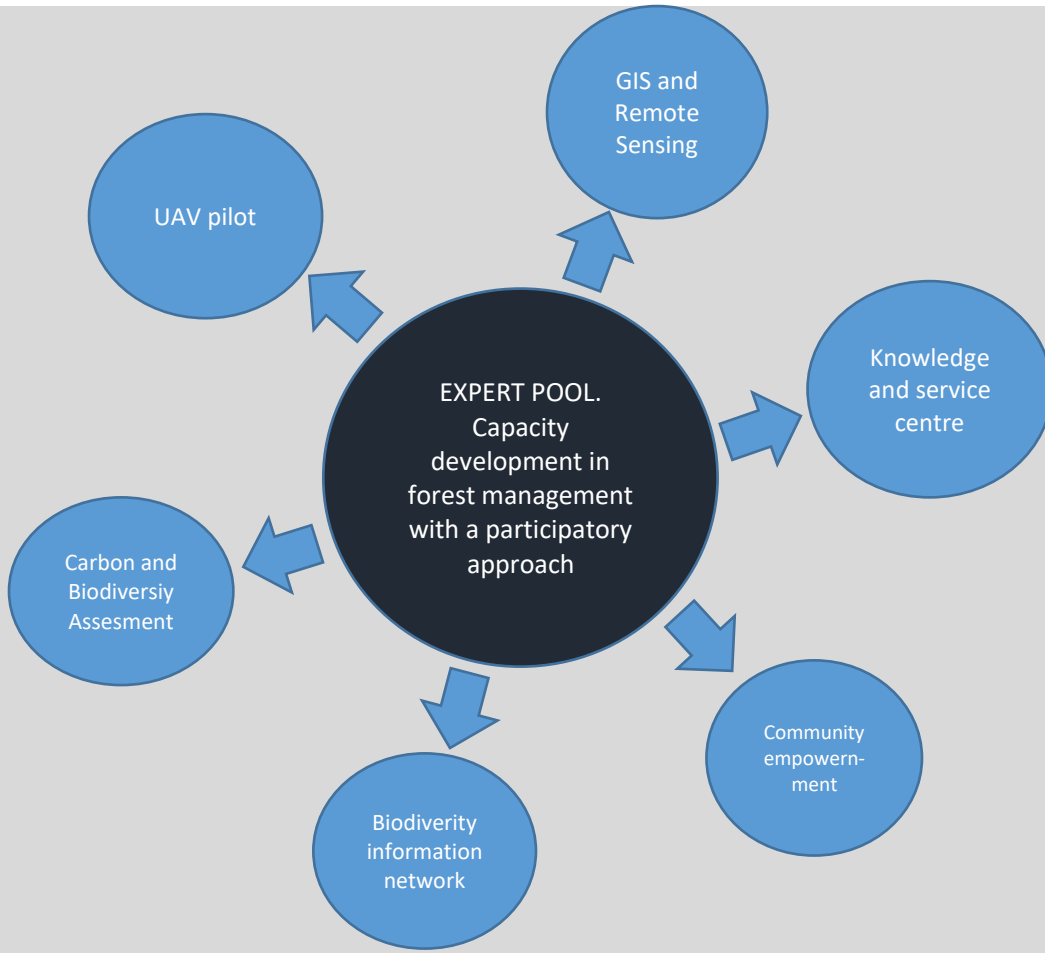 GIS and
Remote
Sensing
UAV pilot
Knowledge
and service
centre
EXPERT POOL.
Capacity
development in
forest management
with a participatory
approach
Carbon and
Biodiversiy
Assesment
Community
empowern-
ment
Biodiverity
information
network